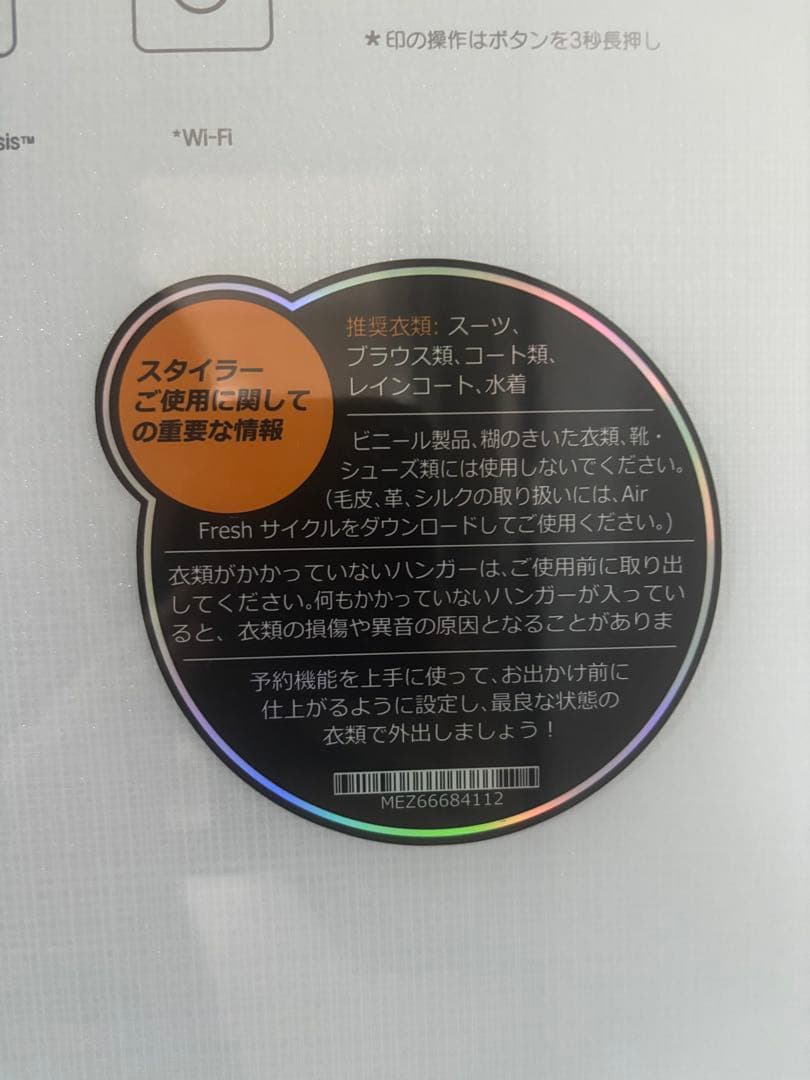 *印の操作はボタンを3秒長押し
sis™
*Wi-Fi
スタイラー
ご使用に関して
の重要な情報
推奨衣類: スーツ、
ブラウス類、コート類、
レインコート、水着
ビニール製品、糊のきいた衣類、靴・
シューズ類には使用しないでください。
(毛皮、革、シルクの取り扱いには、Air
Fresh サイクルをダウンロードしてご使用ください。)
衣類がかかっていないハンガーは、ご使用前に取り出
してください。何もかかっていないハンガーが入ってい
ると、衣類の損傷や異音の原因となることがありま
予約機能を上手に使って、お出かけ前に
仕上がるように設定し、最良な状態の
衣類で外出しましょう!
MEZ66684112